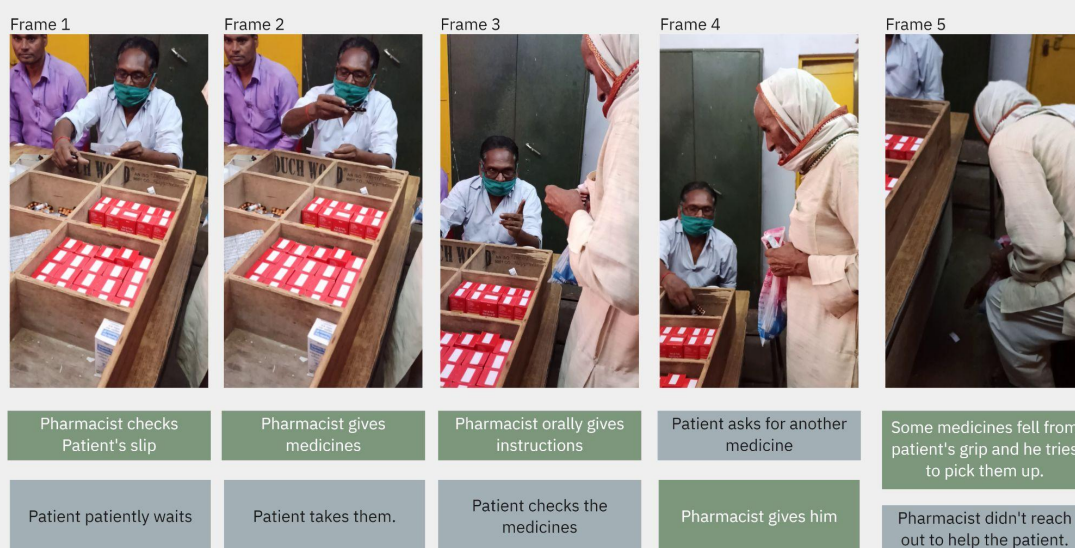 Frame 1
Frame 2
Frame 3
Frame 4
Frame 5
Pharmacist checks
Patient's slip
Pharmacist gives
medicines
Pharmacist orally gives
instructions
Patient asks for another
medicine
Some medicines fell from
patient's grip and he tries
to pick them up.
Patient patiently waits
Patient takes them.
Patient checks the
medicines
Pharmacist gives him
Pharmacist didn't reach
out to help the patient.